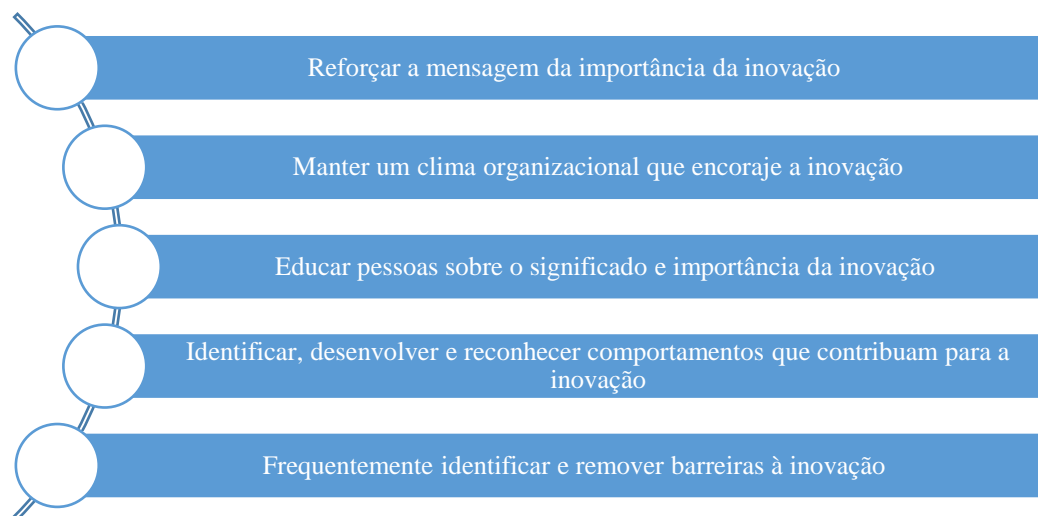 Reforçar a mensagem da importância da inovação
Manter um clima organizacional que encoraje a inovação
Educar pessoas sobre o significado e importância da inovação
Identificar, desenvolver e reconhecer comportamentos que contribuam para a
inovação
Frequentemente identificar e remover barreiras à inovação